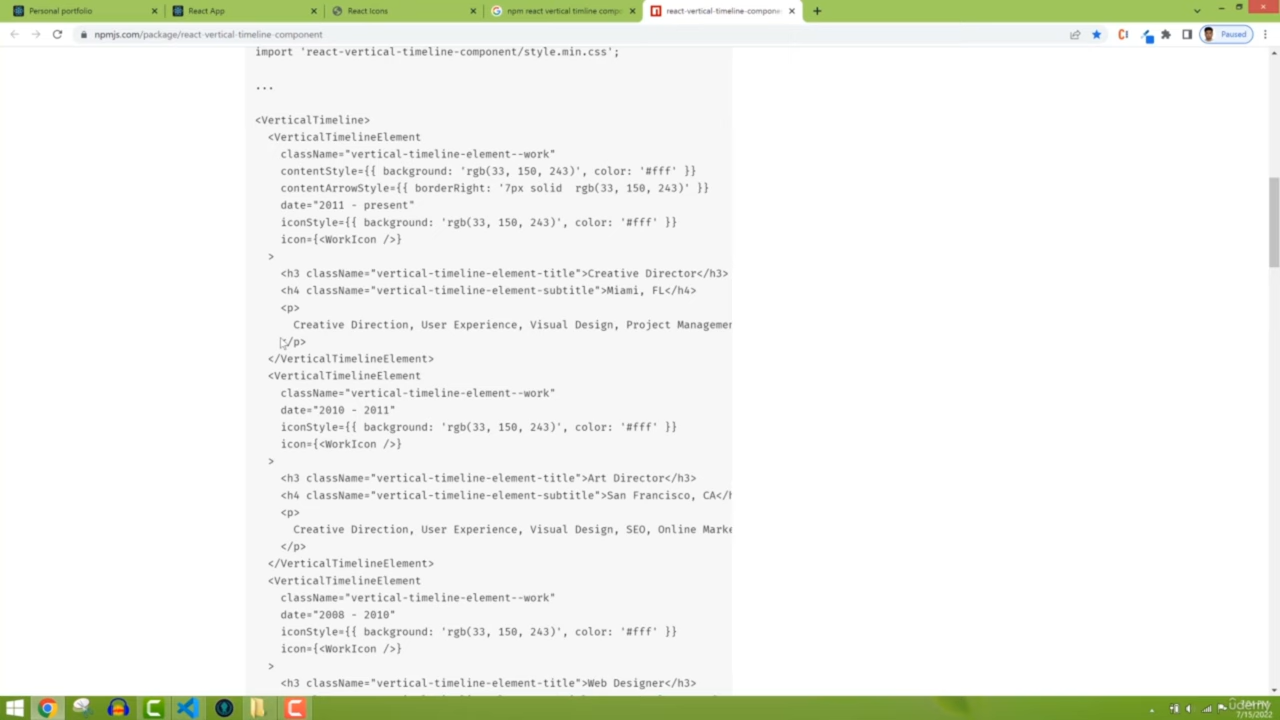 Personal portfolio
React App
React Icons
npm react vertical timline compo
react-vertical-timeline-compone
npmjs.com/package/react-vertical-timeline-component
Paused
import 'react-vertical-timeline-component/style.min.css';
...
<VerticalTimeline>
<VerticalTimelineElement
className="vertical-timeline-element--work"
contentStyle={{ background: 'rgb(33, 150, 243)', color: '#fff' }}
contentArrowStyle={{ borderRight: '7px solid  rgb(33, 150, 243)' }}
date="2011 - present"
iconStyle={{ background: 'rgb(33, 150, 243)', color: '#fff' }}
icon={<WorkIcon />}
>
<h3 className="vertical-timeline-element-title">Creative Director</h3>
<h4 className="vertical-timeline-element-subtitle">Miami, FL</h4>
<p>
Creative Direction, User Experience, Visual Design, Project Managemen
</p>
</VerticalTimelineElement>
<VerticalTimelineElement
className="vertical-timeline-element--work"
date="2010 - 2011"
iconStyle={{ background: 'rgb(33, 150, 243)', color: '#fff' }}
icon={<WorkIcon />}
>
<h3 className="vertical-timeline-element-title">Art Director</h3>
<h4 className="vertical-timeline-element-subtitle">San Francisco, CA</h
<p>
Creative Direction, User Experience, Visual Design, SEO, Online Marke
</p>
</VerticalTimelineElement>
<VerticalTimelineElement
className="vertical-timeline-element--work"
date="2008 - 2010"
iconStyle={{ background: 'rgb(33, 150, 243)', color: '#fff' }}
icon={<WorkIcon />}
>
<h3 className="vertical-timeline-element-title">Web Designer</h3>
udemy
7/15/2022